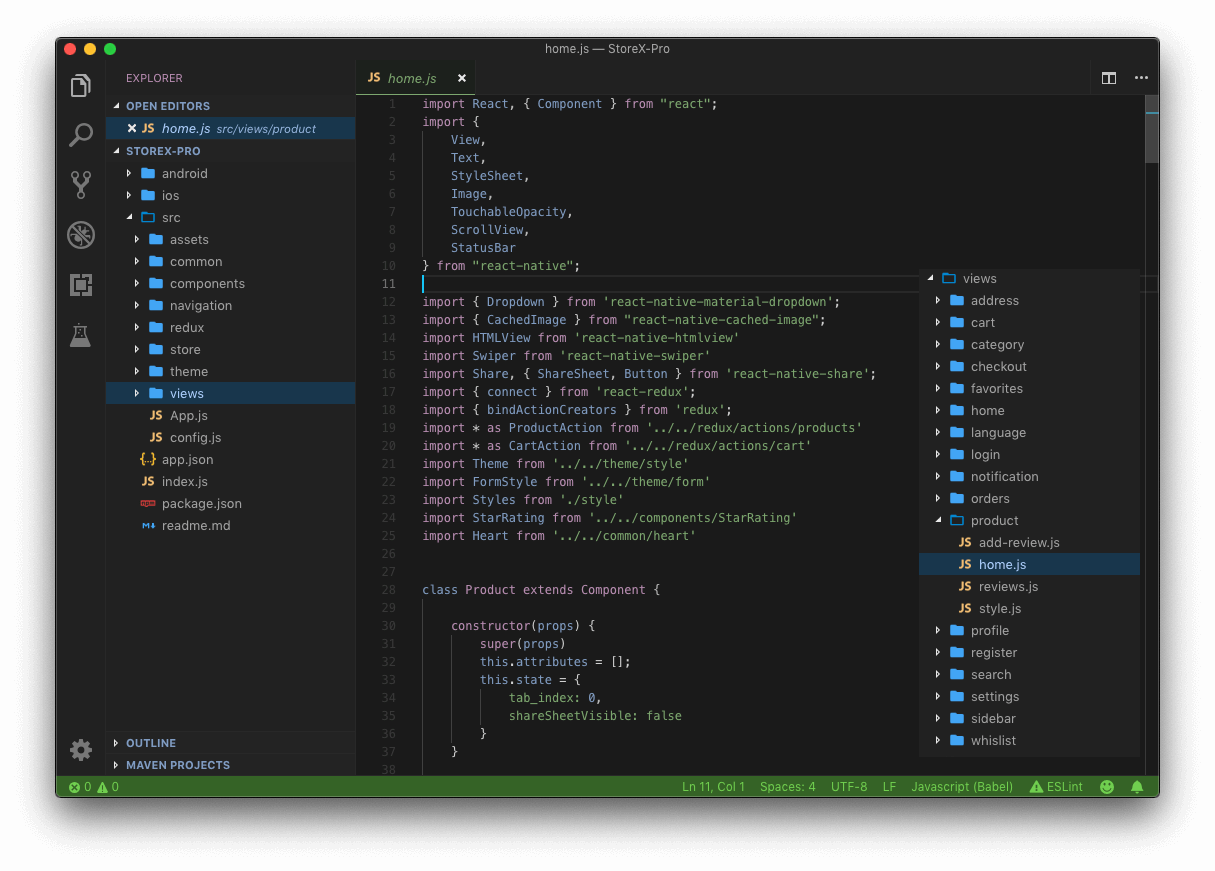 home.js — StoreX-Pro
EXPLORER
OPEN EDITORS
JS home.js src/views/product
STOREX-PRO
android
ios
src
assets
common
components
navigation
redux
store
theme
views
JS App.js
JS config.js
{..} app.json
JS index.js
npm package.json
M↓ readme.md
OUTLINE
MAVEN PROJECTS
JS home.js
1 import React, { Component } from "react";
2 import {
3 View,
4 Text,
5 StyleSheet,
6 Image,
7 TouchableOpacity,
8 ScrollView,
9 StatusBar
10 } from "react-native";
11
12 import { Dropdown } from 'react-native-material-dropdown';
13 import { CachedImage } from "react-native-cached-image";
14 import HTMLView from 'react-native-htmlview'
15 import Swiper from 'react-native-swiper'
16 import Share, { ShareSheet, Button } from 'react-native-share';
17 import { connect } from 'react-redux';
18 import { bindActionCreators } from 'redux';
19 import * as ProductAction from '../../redux/actions/products'
20 import * as CartAction from '../../redux/actions/cart'
21 import Theme from '../../theme/style'
22 import FormStyle from '../../theme/form'
23 import Styles from './style'
24 import StarRating from '../../components/StarRating'
25 import Heart from '../../common/heart'
26
27
28 class Product extends Component {
29
30 constructor(props) {
31 super(props)
32 this.attributes = [];
33 this.state = {
34 tab_index: 0,
35 shareSheetVisible: false
36 }
37 }
38
views
address
cart
category
checkout
favorites
home
language
login
notification
orders
product
JS add-review.js
JS home.js
JS reviews.js
JS style.js
profile
register
search
settings
sidebar
whislist
0 0 Ln 11, Col 1 Spaces: 4 UTF-8 LF Javascript (Babel) ESLint